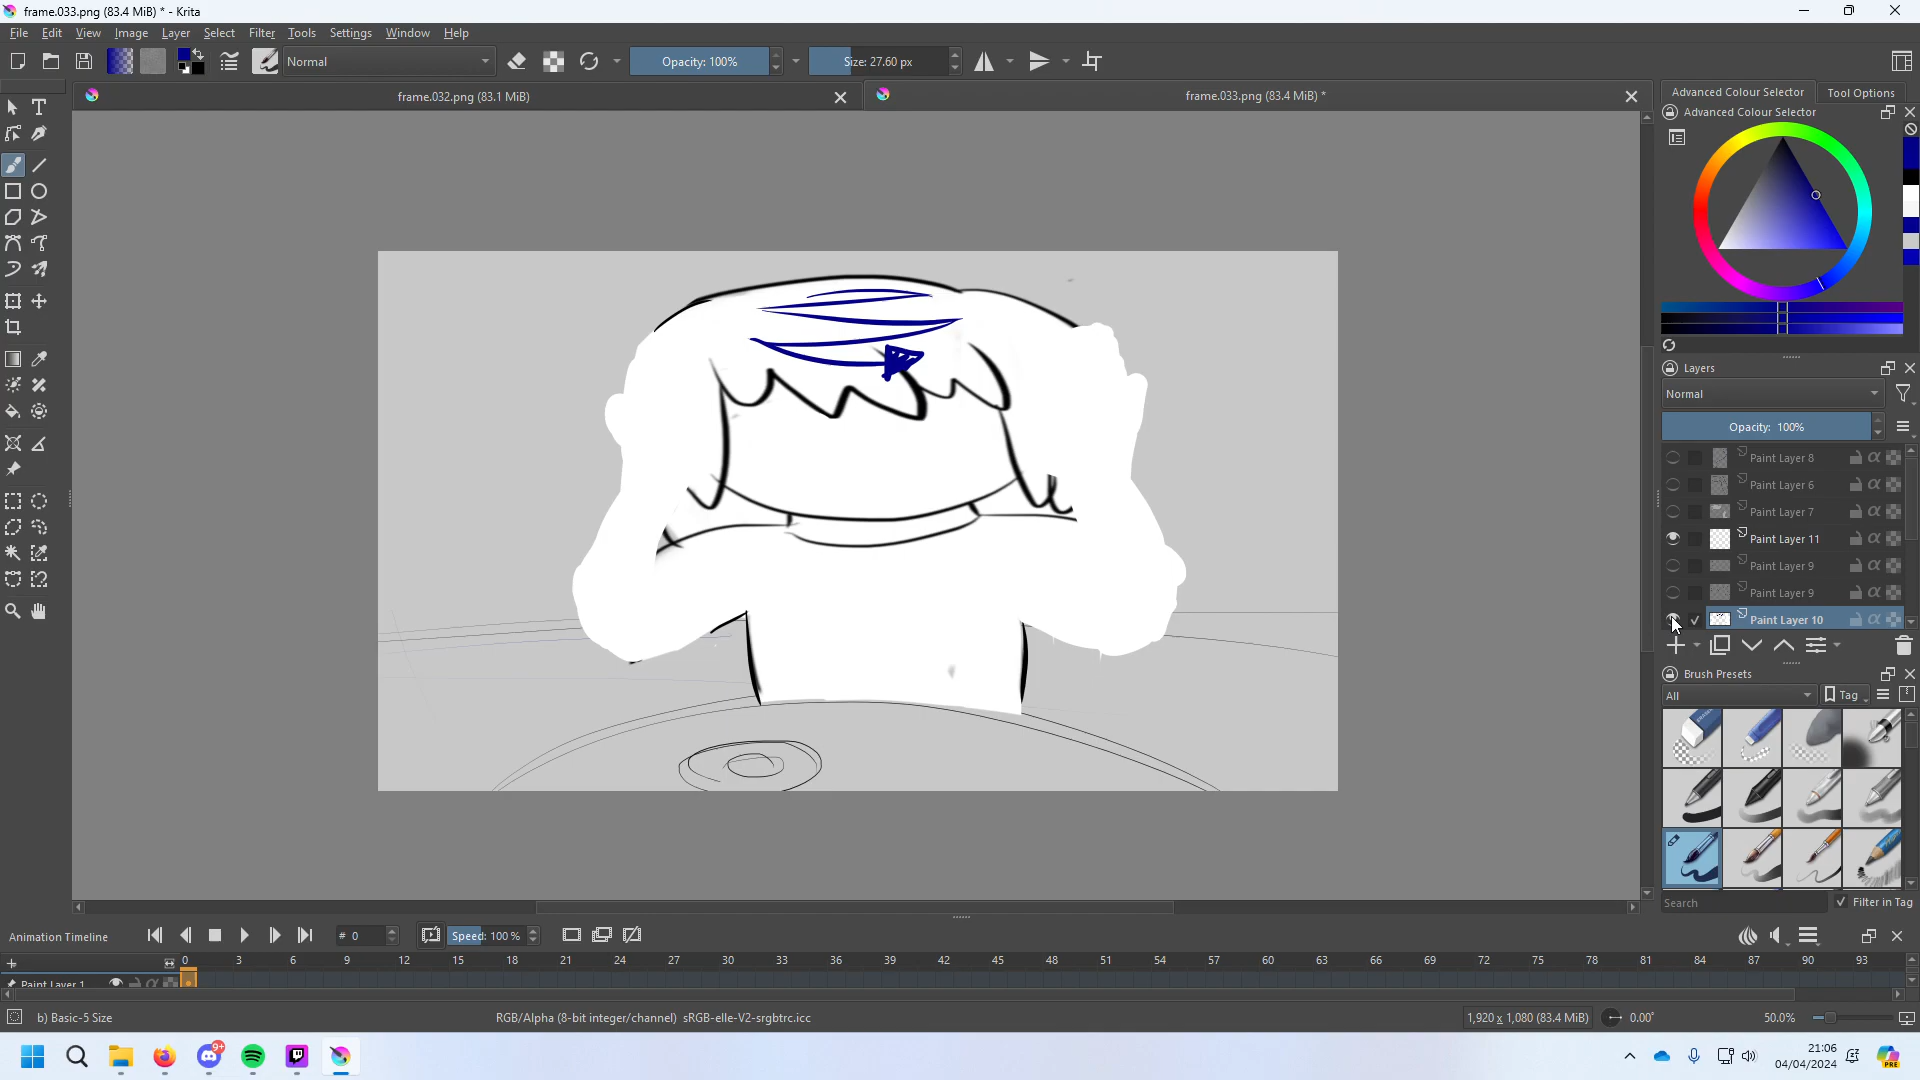 frame.033.png (83.4 MiB) * - Krita
File Edit View Image Layer Select Filter Tools Settings Window Help
Normal Opacity: 100% Size: 27.60 px
frame.032.png (83.1 MiB) frame.033.png (83.4 MiB) *
Advanced Colour Selector Tool Options
Advanced Colour Selector
Layers
Normal
Opacity: 100%
Paint Layer 8
Paint Layer 6
Paint Layer 7
Paint Layer 11
Paint Layer 9
Paint Layer 9
Paint Layer 10
Brush Presets
All Tag
Search Filter in Tag
Animation Timeline # 0 Speed: 100 %
0 3 6 9 12 15 18 21 24 27 30 33 36 39 42 45 48 51 54 57 60 63 66 69 72 75 78 81 84 87 90 93
Paint Layer 1
b) Basic-5 Size RGB/Alpha (8-bit integer/channel) sRGB-elle-V2-srgbtrc.icc 1,920 x 1,080 (83.4 MiB) 0.00° 50.0%
9+
21:06
04/04/2024
PRE